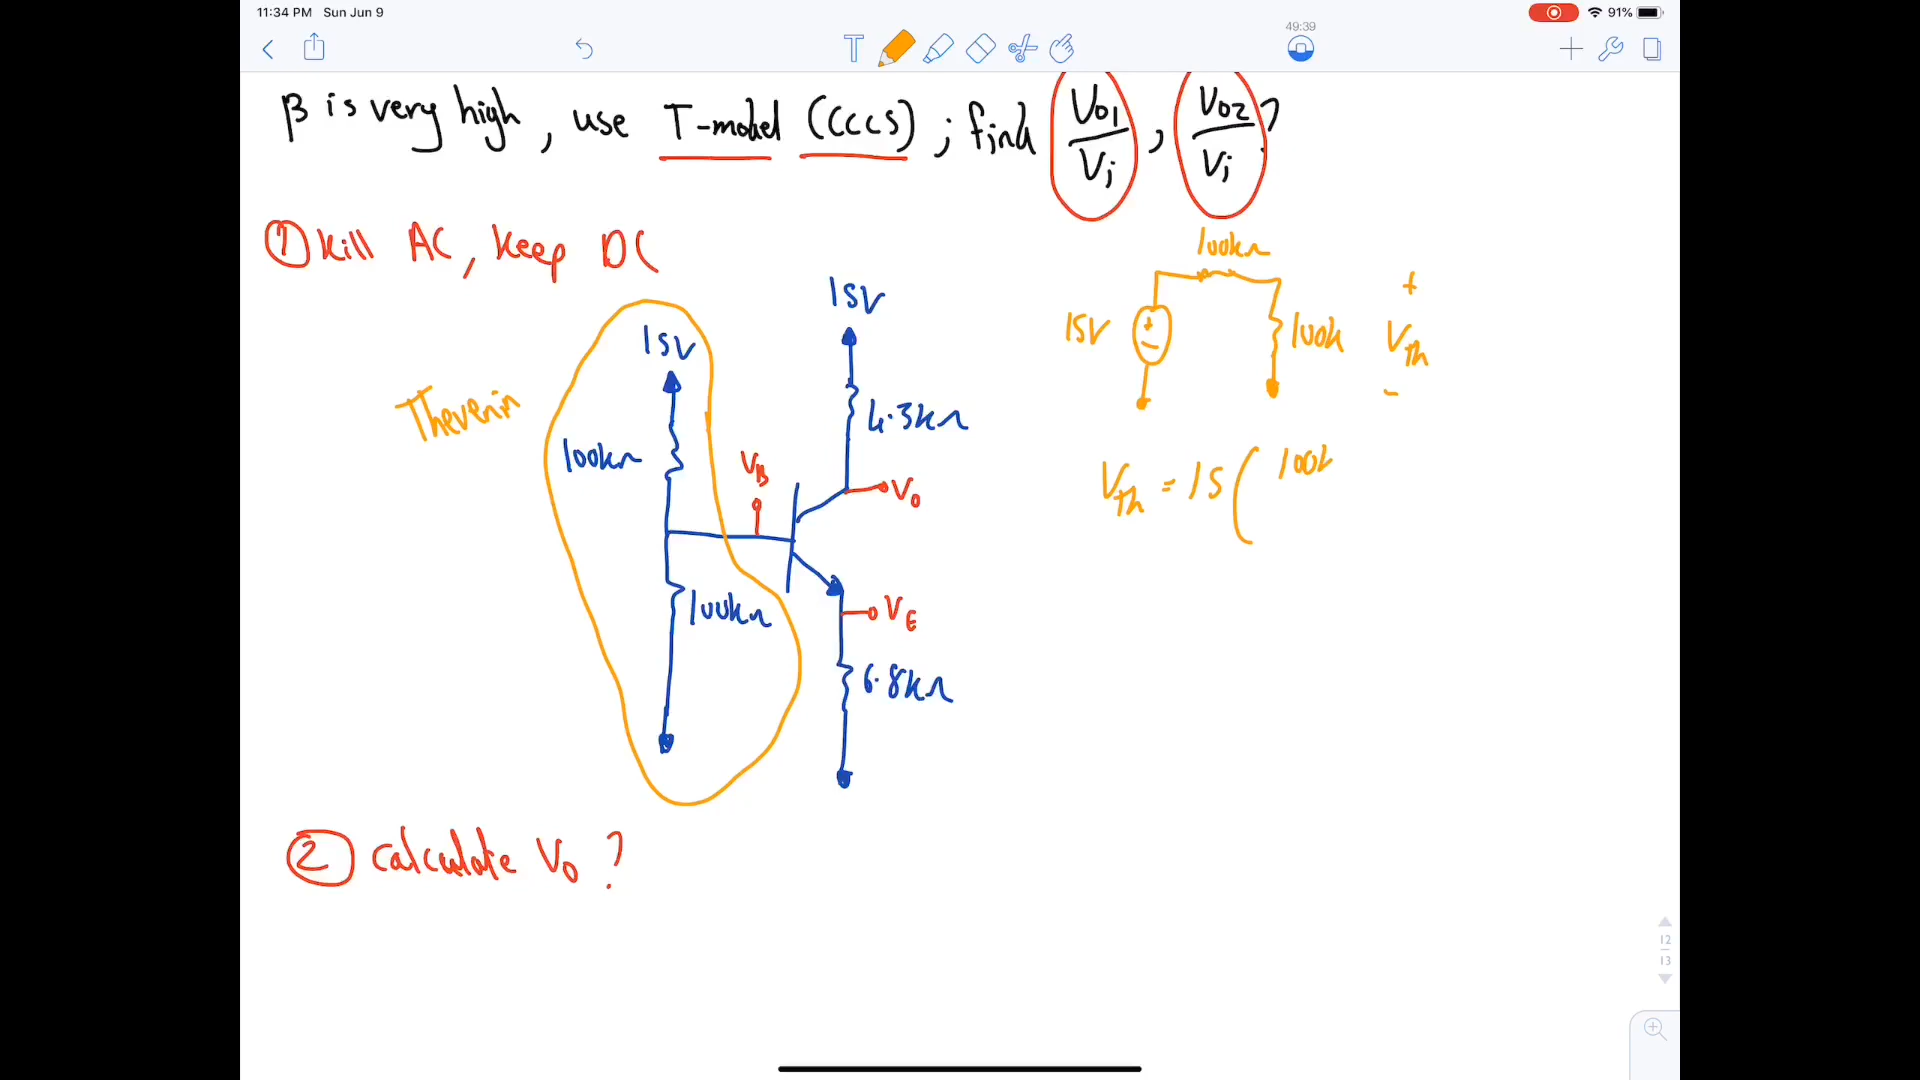 11:34 PM Sun Jun 9
91%
49:39
T
β is very high, use T-model (CCCS); find Vo1/Vi, Vo2/Vi?
① Kill AC, keep DC
100kΩ
15V
15V
100k
+
Vth
-
15V
4.3kΩ
Thevenin
100kΩ
VB
Vo
Vth = 15 ( 100k
100kΩ
VE
6.8kΩ
② calculate Vo ?
12
13